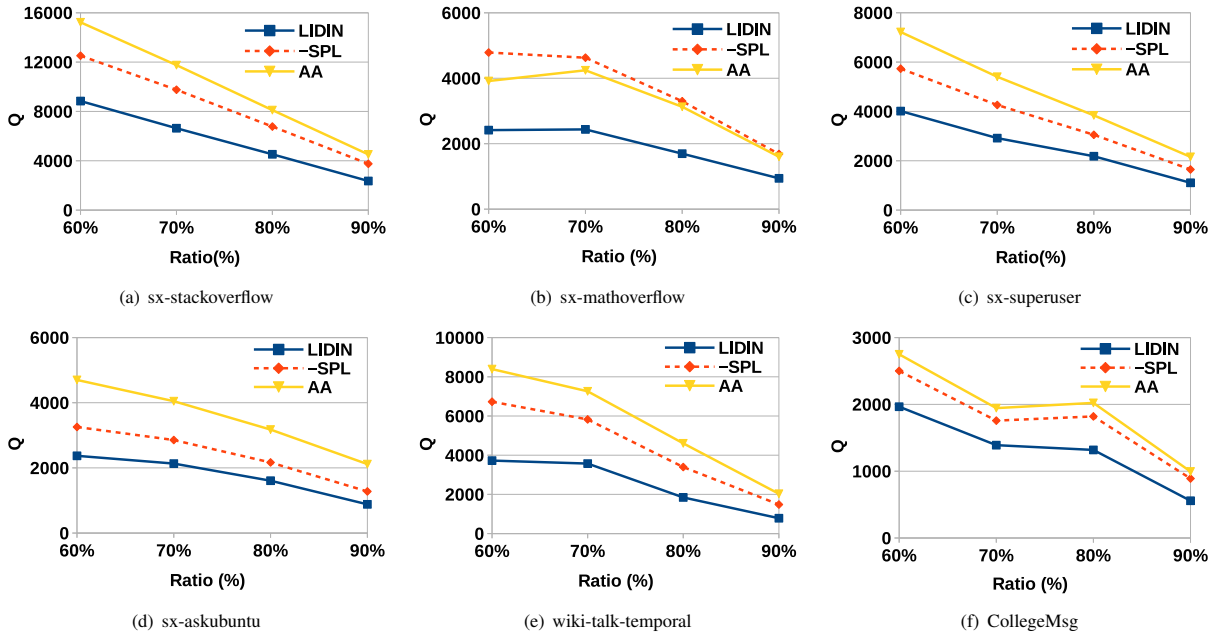 16000
12000
8000
4000
0
Q
60%
70%
80%
90%
Ratio(%)
LIDIN
–SPL
AA
(a) sx-stackoverflow
6000
4000
2000
0
Q
60%
70%
80%
90%
Ratio (%)
LIDIN
–SPL
AA
(b) sx-mathoverflow
8000
6000
4000
2000
0
Q
60%
70%
80%
90%
Ratio(%)
LIDIN
–SPL
AA
(c) sx-superuser
6000
4000
2000
0
Q
60%
70%
80%
90%
Ratio (%)
LIDIN
–SPL
AA
(d) sx-askubuntu
10000
8000
6000
4000
2000
0
Q
60%
70%
80%
90%
Ratio (%)
LIDIN
–SPL
AA
(e) wiki-talk-temporal
3000
2000
1000
0
Q
60%
70%
80%
90%
Ratio (%)
LIDIN
–SPL
AA
(f) CollegeMsg